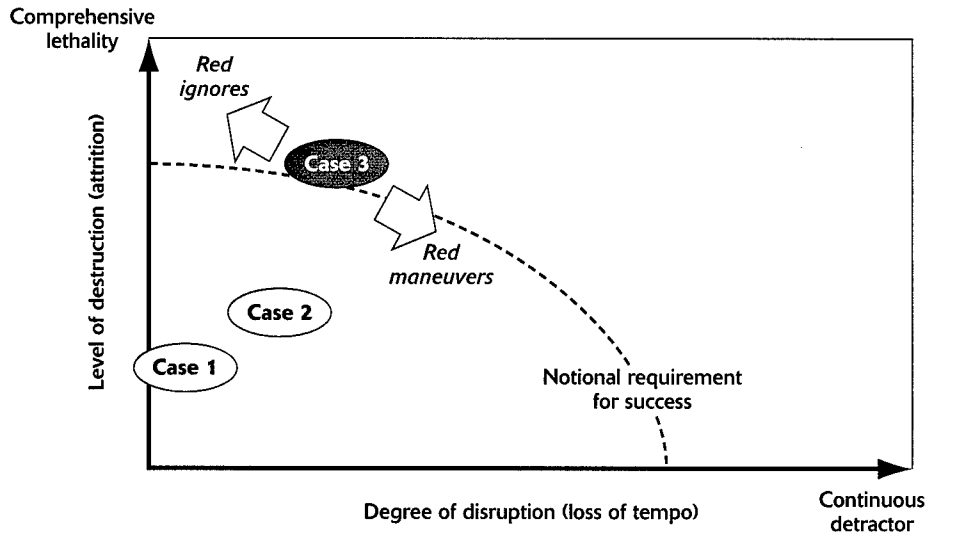 Comprehensive
lethality
Red
ignores
Case 3
Red
maneuvers
Level of destruction (attrition)
Case 2
Case 1
Notional requirement
for success
Degree of disruption (loss of tempo)
Continuous
detractor